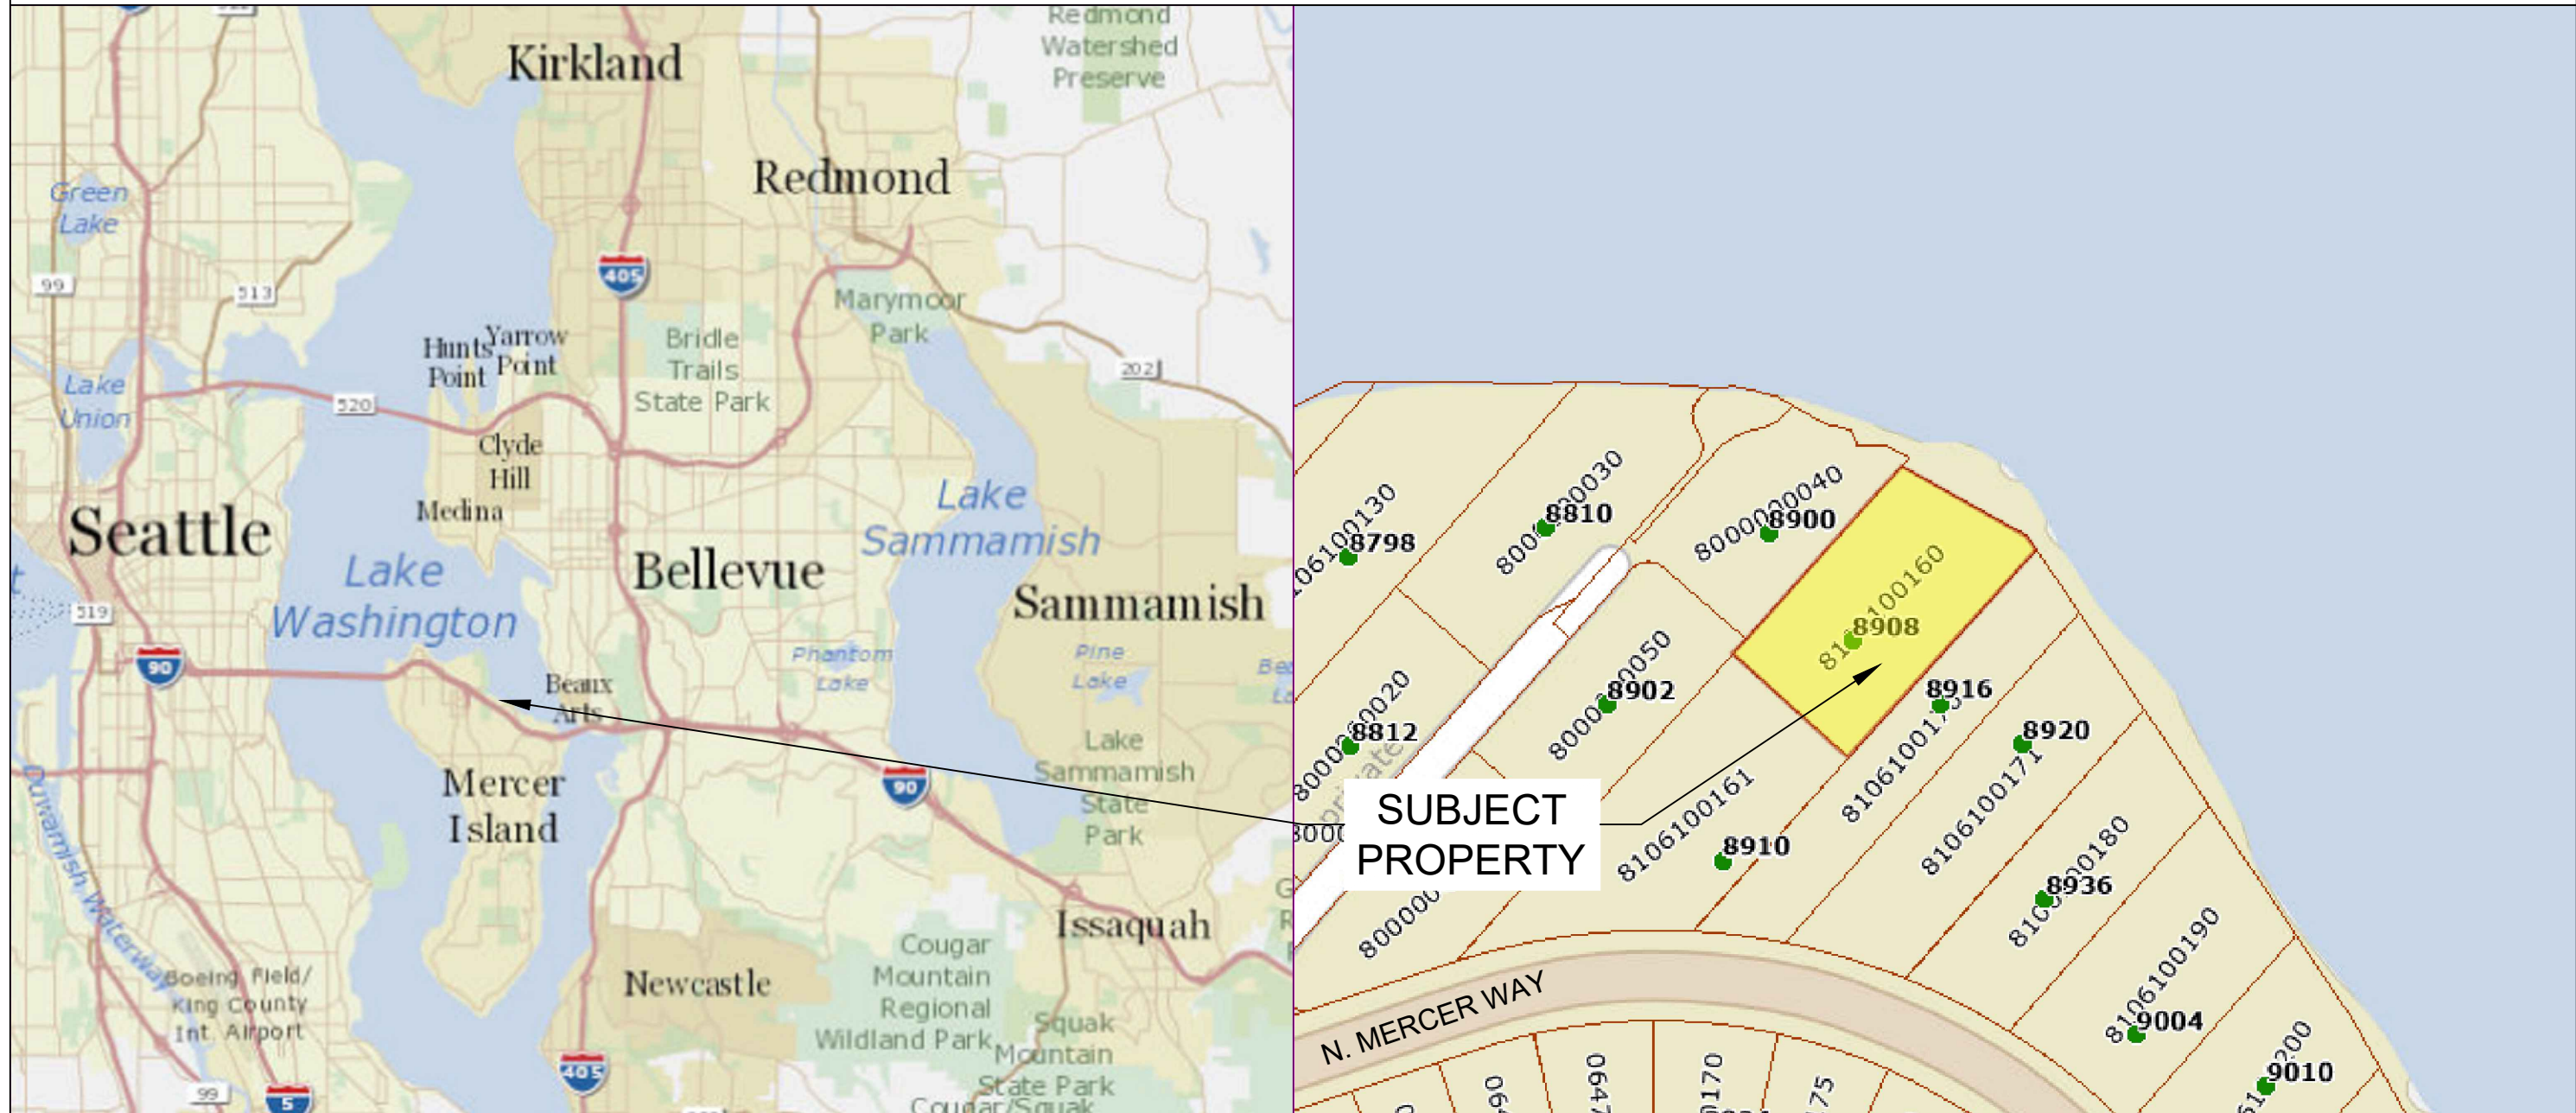 Redmond
Watershed
Preserve
Kirkland
Redmond
Green
Lake
99
513
405
Marymoor
Park
Hunts
Point
Yarrow
Point
Bridle
Trails
State Park
202
Lake
Union
520
Clyde
Hill
Medina
Seattle
Lake
Washington
Bellevue
Lake
Sammamish
Sammamish
519
90
Beaux
Arts
Phantom
Lake
Pine
Lake
Mercer
Island
90
Lake
Sammamish
State
Park
Duwamish Waterway
Issaquah
Boeing Field/
King County
Int. Airport
Newcastle
Cougar
Mountain
Regional
Wildland Park
Squak
Mountain
State Park
Cougar/Squak
99
5
405
8798
8810
8000000040
8900
8908
8812
8902
8916
8920
8106100171
SUBJECT
PROPERTY
8106100161
8910
8936
8106100190
9004
9010
N. MERCER WAY